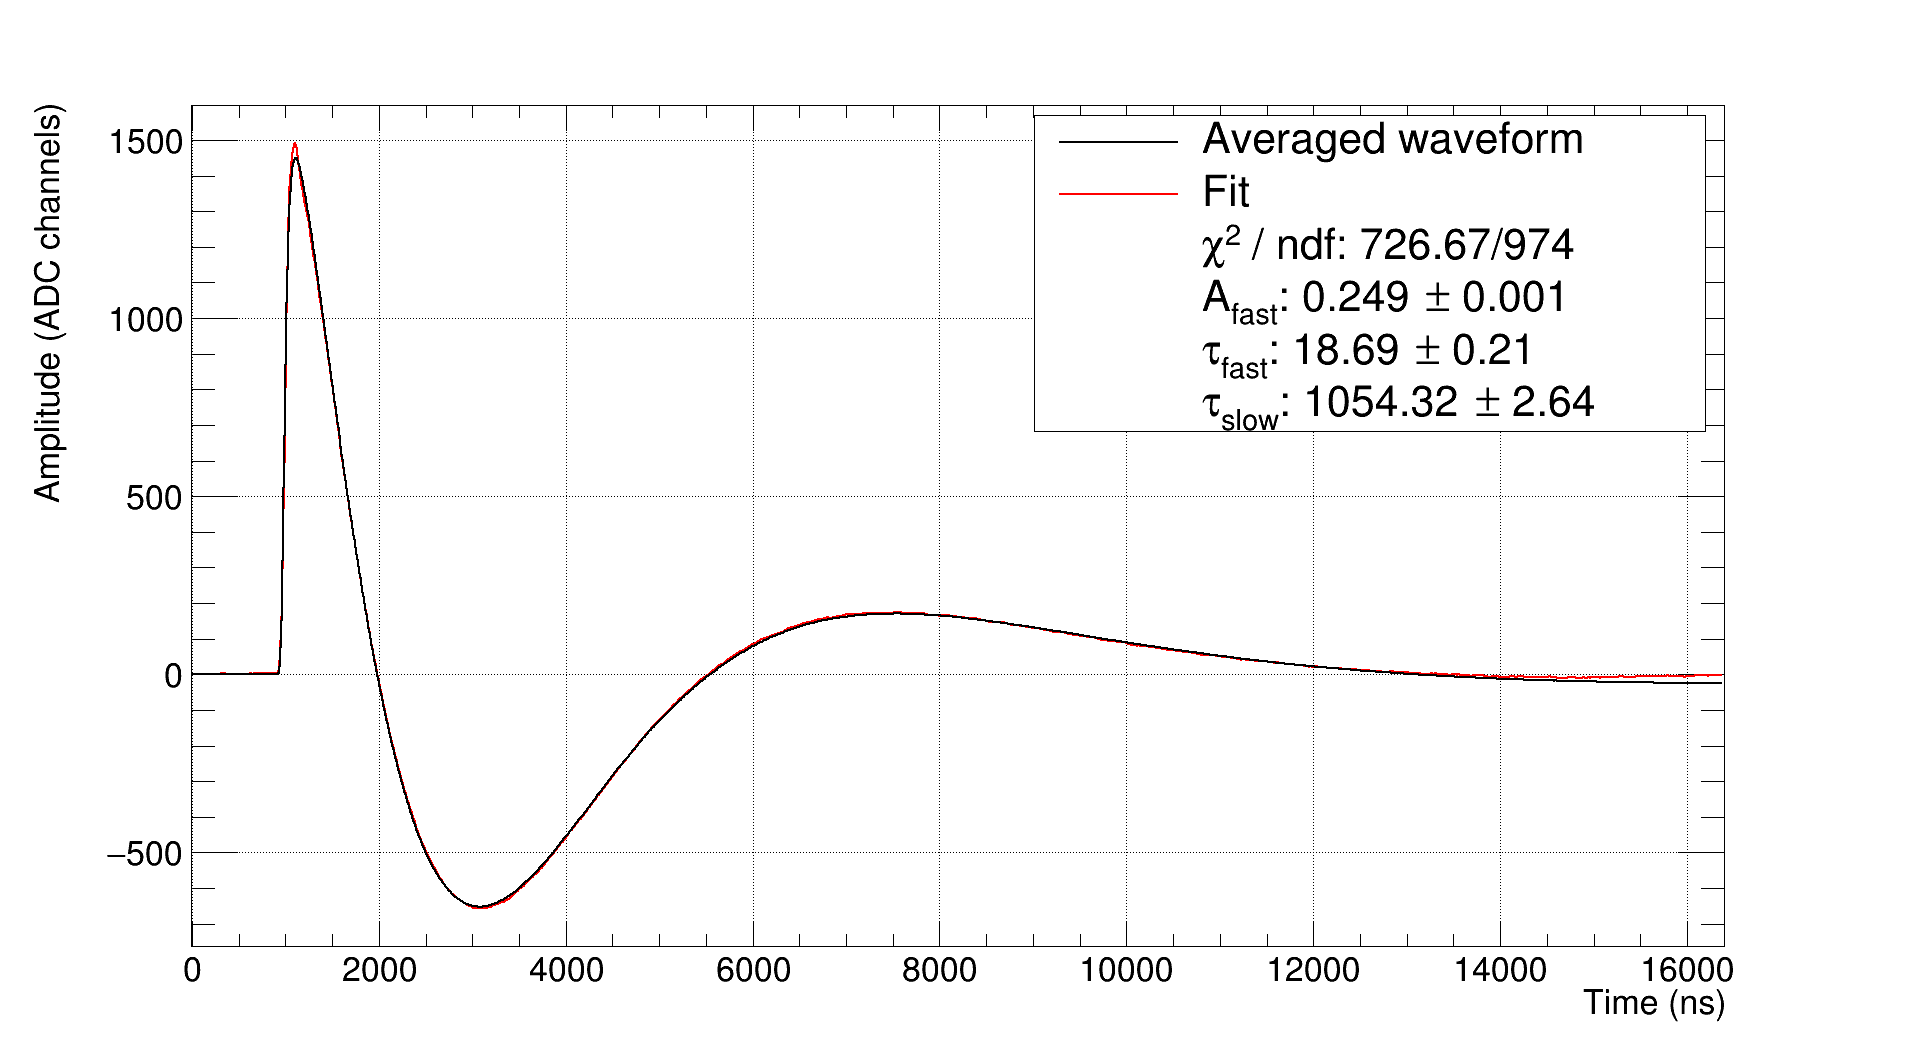 Amplitude (ADC channels)
1500
1000
500
0
−500
Averaged waveform
Fit
χ² / ndf: 726.67/974
A_fast: 0.249 ± 0.001
τ_fast: 18.69 ± 0.21
τ_slow: 1054.32 ± 2.64
0 2000 4000 6000 8000 10000 12000 14000 16000
Time (ns)